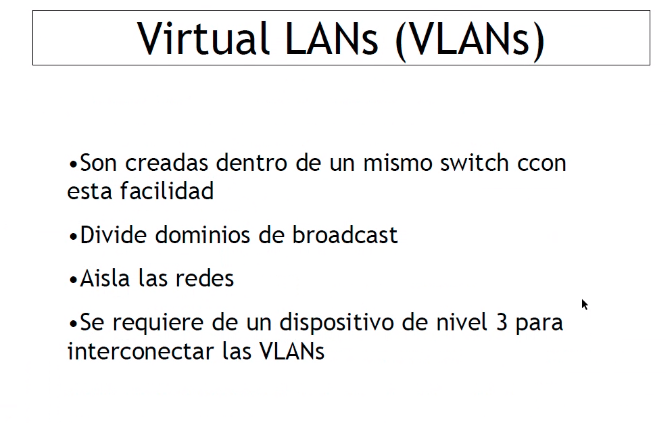 Virtual LANs (VLANs)
•Son creadas dentro de un mismo switch ccon
esta facilidad
•Divide dominios de broadcast
•Aisla las redes
•Se requiere de un dispositivo de nivel 3 para
interconectar las VLANs